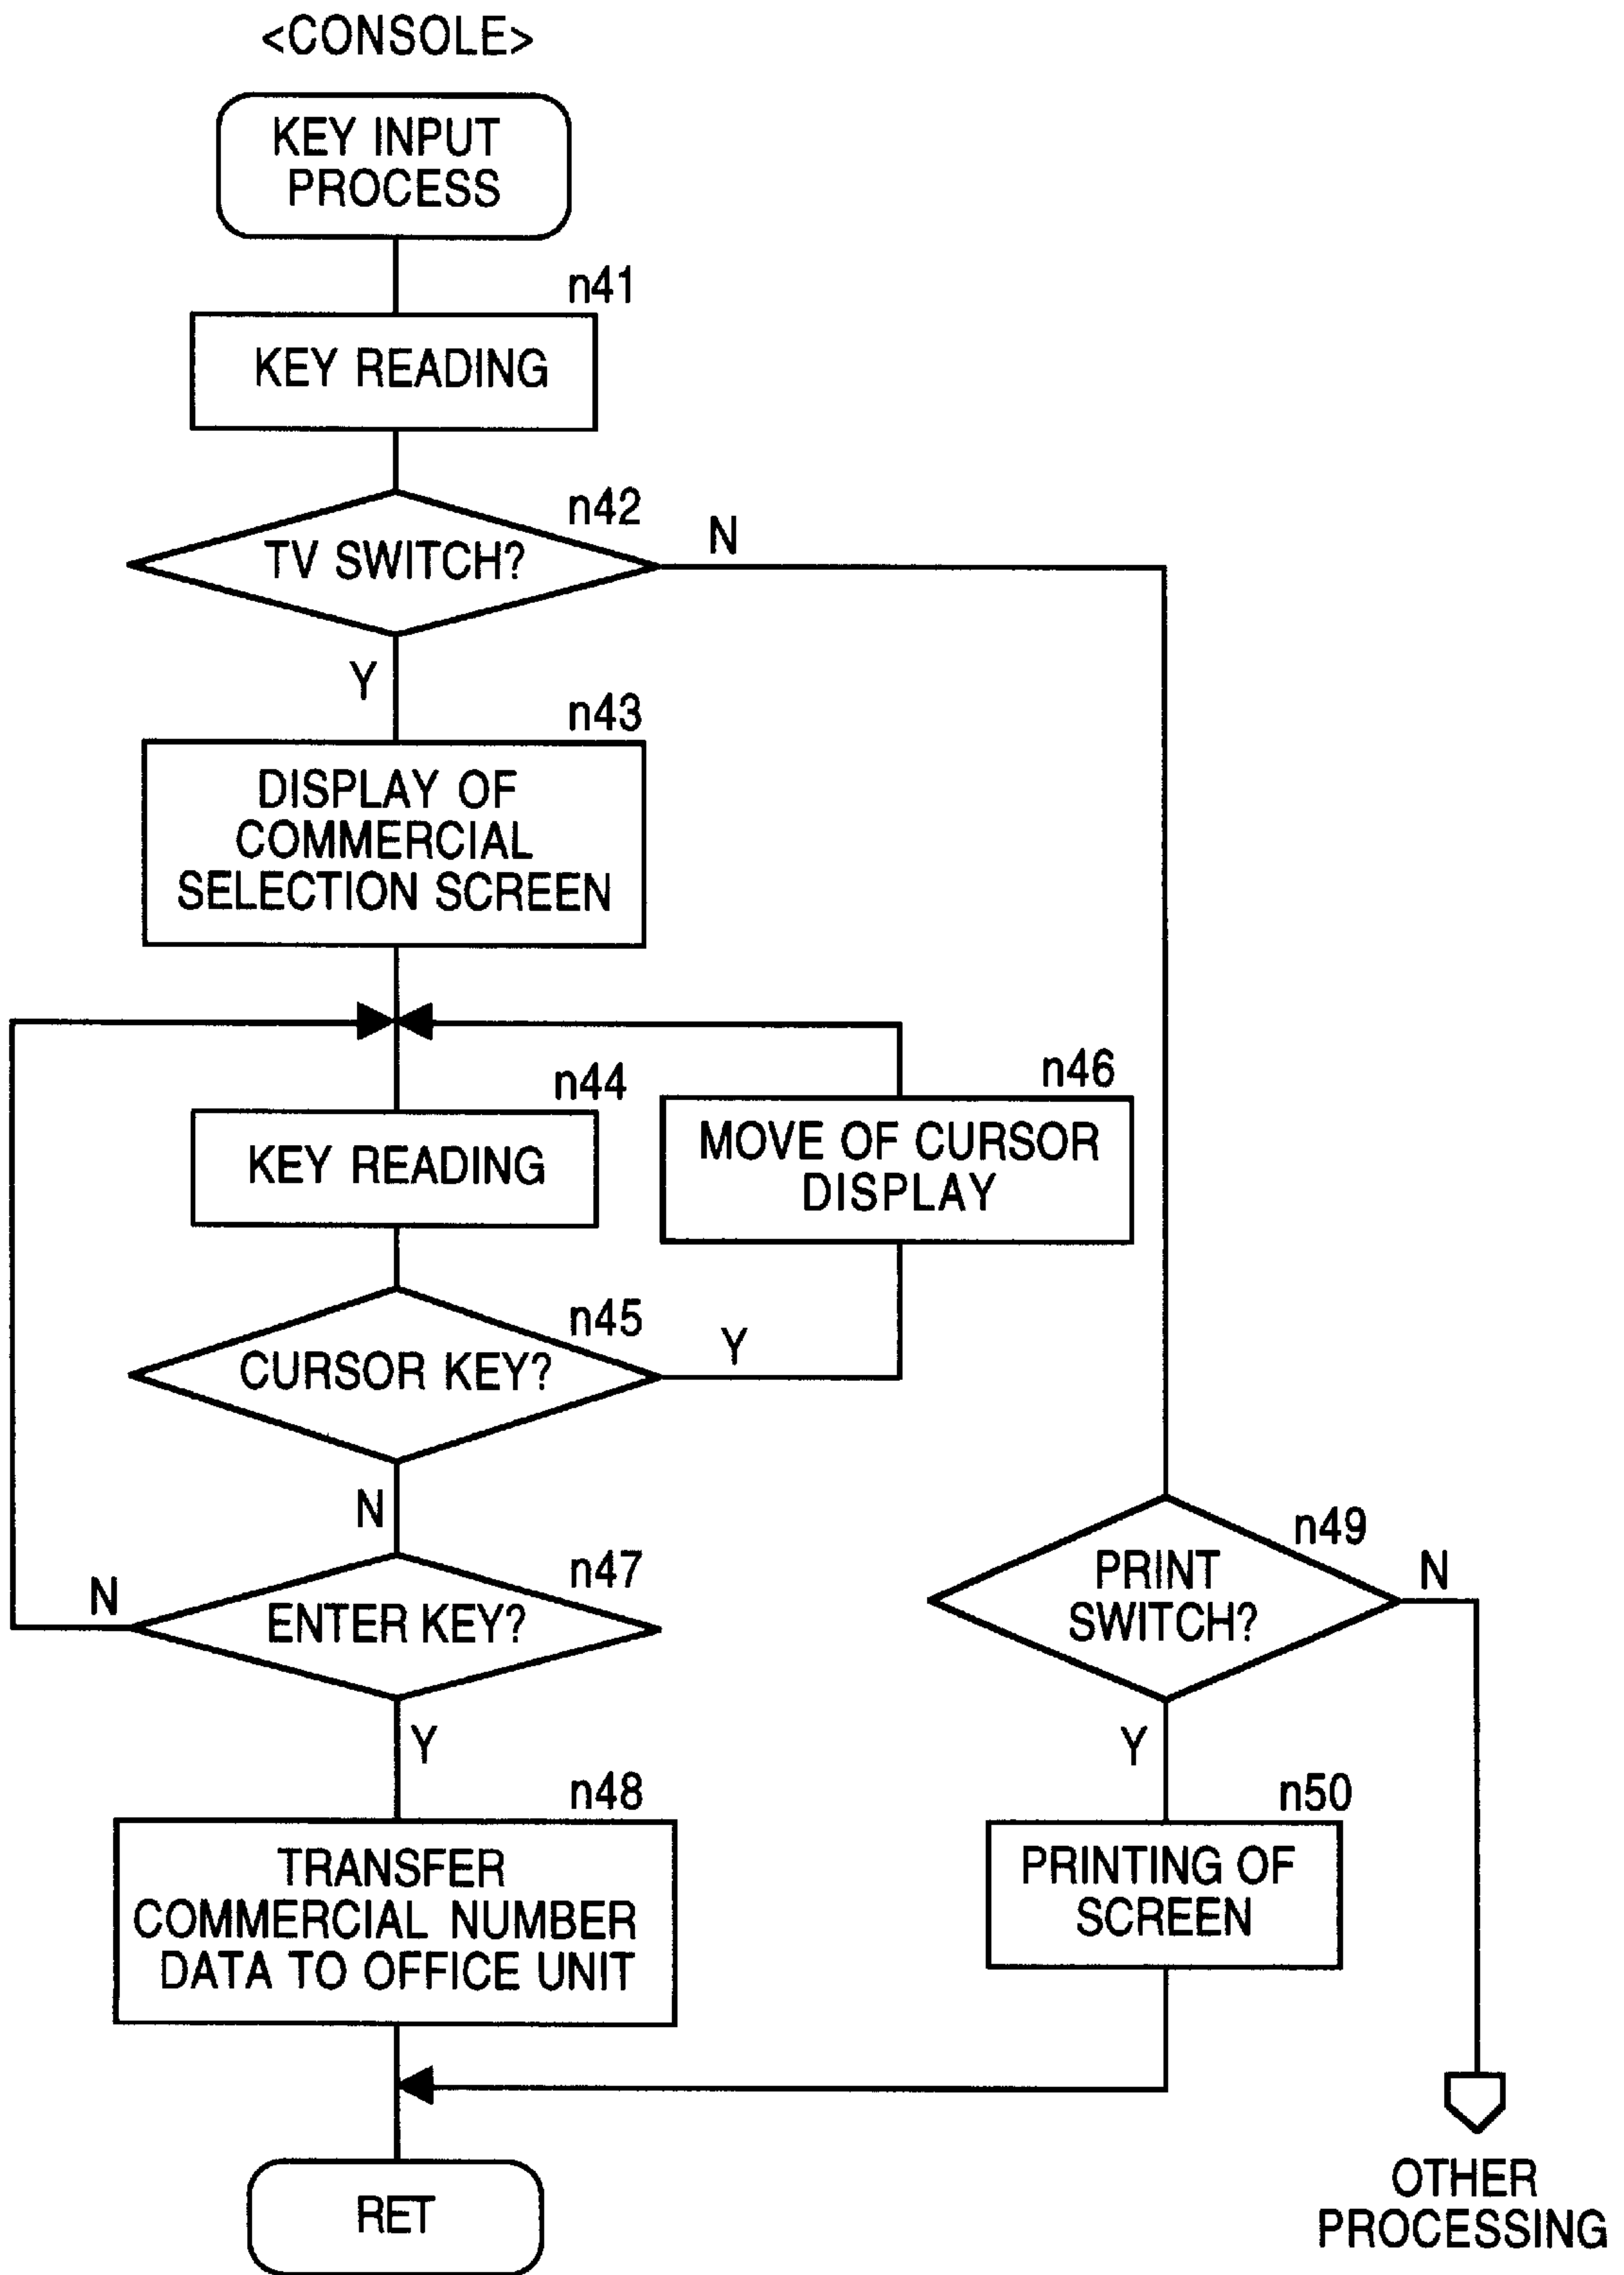 <CONSOLE>
KEY INPUT
PROCESS
n41
KEY READING
n42
TV SWITCH?
N
Y
n43
DISPLAY OF
COMMERCIAL
SELECTION SCREEN
n44
KEY READING
n46
MOVE OF CURSOR
DISPLAY
n45
CURSOR KEY?
Y
N
n47
ENTER KEY?
N
Y
n49
PRINT
SWITCH?
N
Y
n48
TRANSFER
COMMERCIAL NUMBER
DATA TO OFFICE UNIT
n50
PRINTING OF
SCREEN
RET
OTHER
PROCESSING